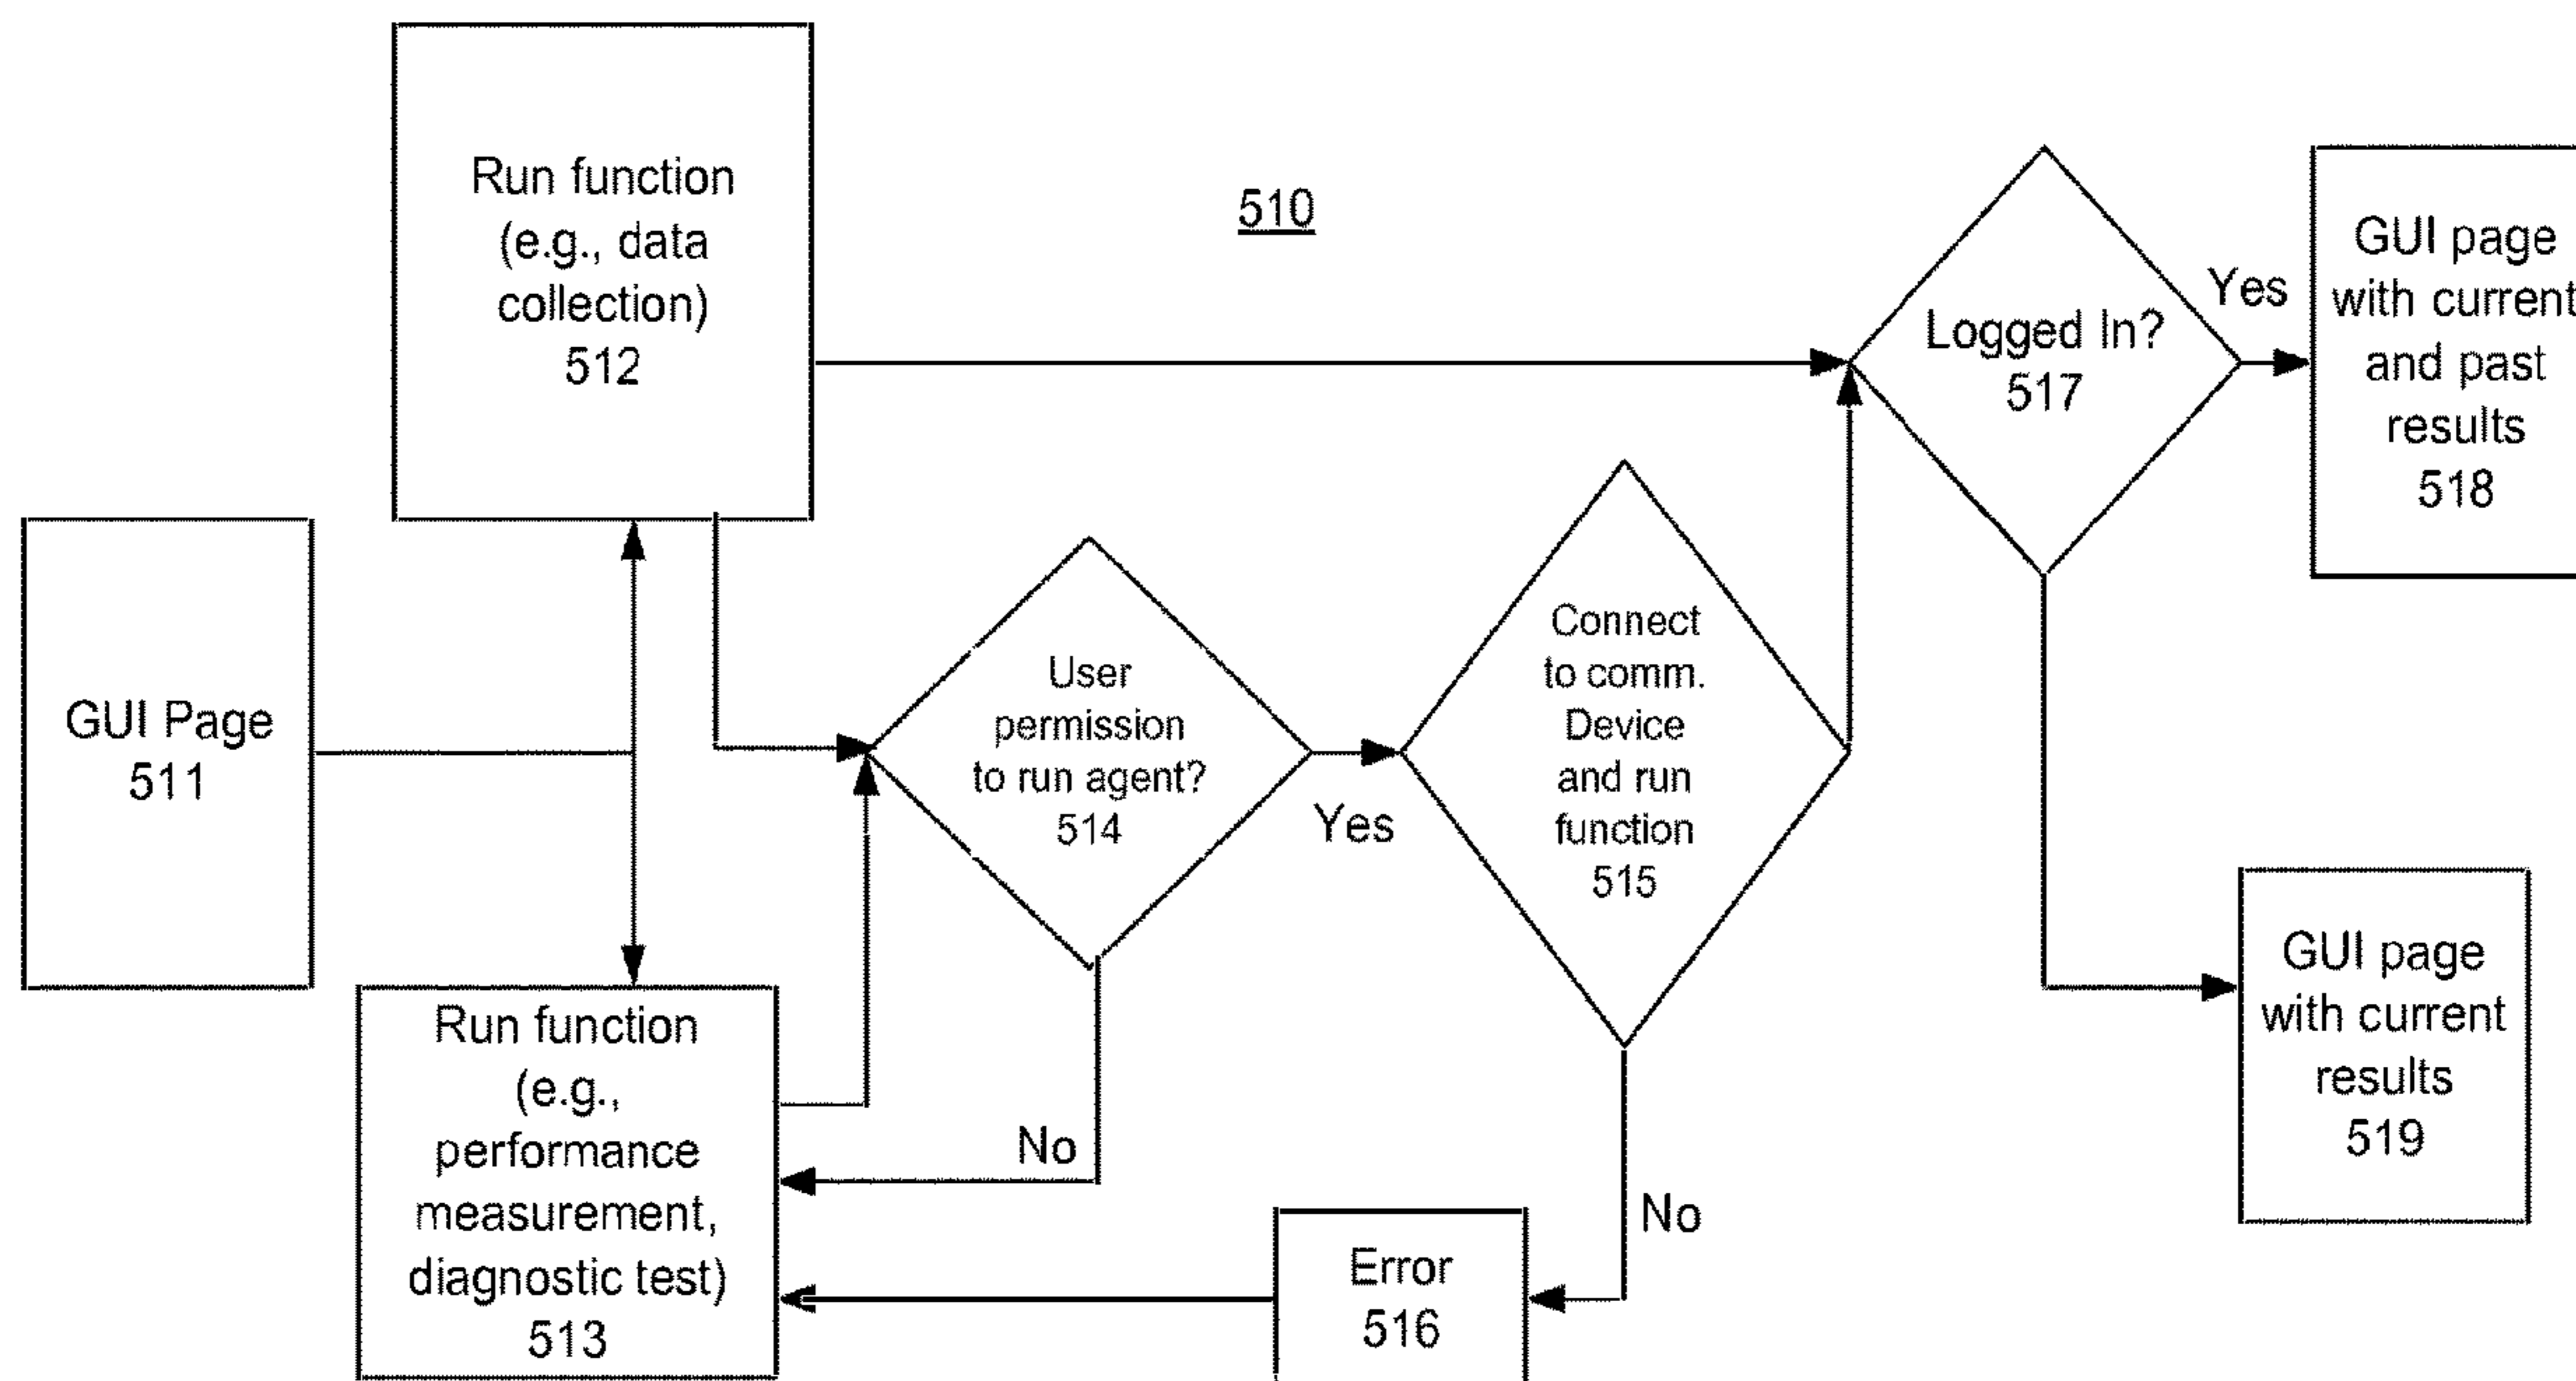 Run function
(e.g., data
collection)
512
510
Logged In?
517
Yes
GUI page
with current
and past
results
518
GUI Page
511
User
permission
to run agent?
514
Yes
Connect
to comm.
Device
and run
function
515
Run function
(e.g.,
performance
measurement,
diagnostic test)
513
No
Error
516
No
GUI page
with current
results
519